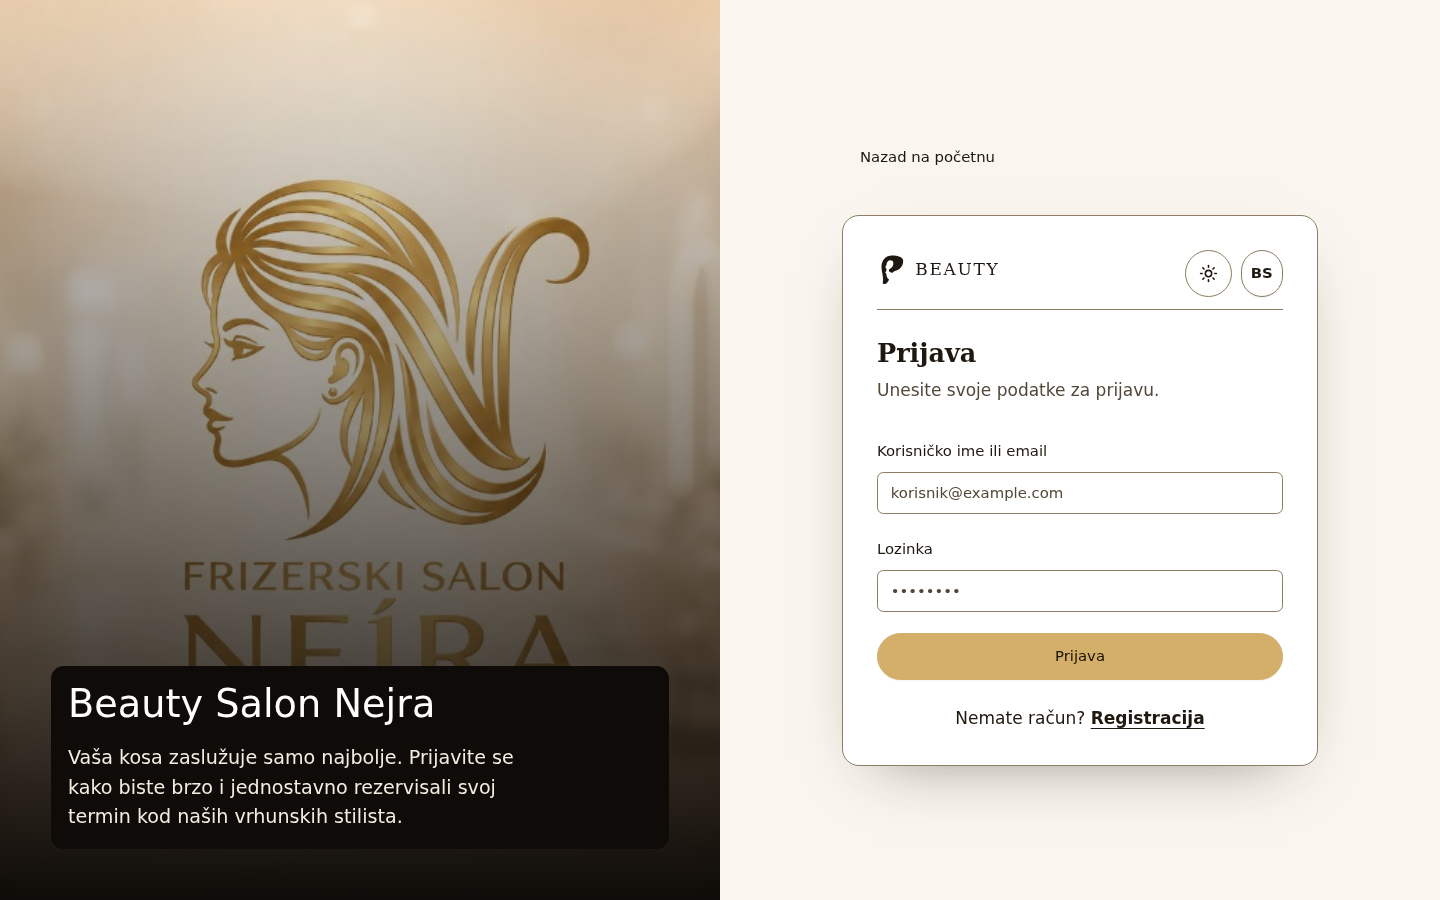 FRIZERSKI SALON
NEÍRA
Beauty Salon Nejra
Vaša kosa zaslužuje samo najbolje. Prijavite se
kako biste brzo i jednostavno rezervisali svoj
termin kod naših vrhunskih stilista.
Nazad na početnu
BEAUTY
BS
Prijava
Unesite svoje podatke za prijavu.
Korisničko ime ili email
korisnik@example.com
Lozinka
••••••••
Prijava
Nemate račun? Registracija